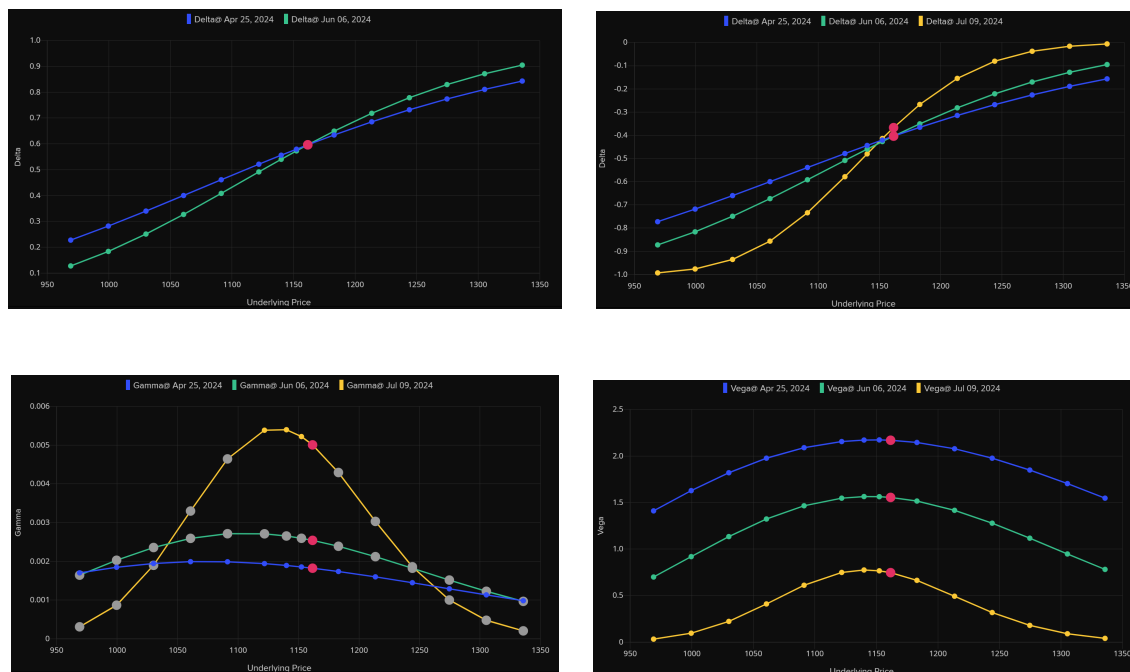 Delta@ Apr 25, 2024 Delta@ Jun 06, 2024
1.0
0.9
0.8
0.7
0.6
0.5
0.4
0.3
0.2
0.1
Delta
950 1000 1050 1100 1150 1200 1250 1300 1350
Underlying Price
Delta@ Apr 25, 2024 Delta@ Jun 06, 2024 Delta@ Jul 09, 2024
0
-0.1
-0.2
-0.3
-0.4
-0.5
-0.6
-0.7
-0.8
-0.9
-1.0
Delta
950 1000 1050 1100 1150 1200 1250 1300 1350
Underlying Price
Gamma@ Apr 25, 2024 Gamma@ Jun 06, 2024 Gamma@ Jul 09, 2024
0.006
0.005
0.004
0.003
0.002
0.001
0
Gamma
950 1000 1050 1100 1150 1200 1250 1300 1350
Underlying Price
Vega@ Apr 25, 2024 Vega@ Jun 06, 2024 Vega@ Jul 09, 2024
2.5
2.0
1.5
1.0
0.5
0
Vega
950 1000 1050 1100 1150 1200 1250 1300 1350
Underlying Price